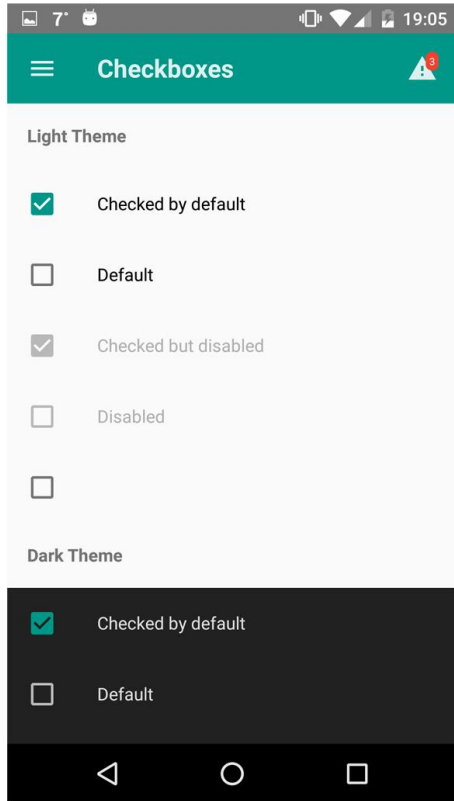 7°
19:05
Checkboxes
3
Light Theme
Checked by default
Default
Checked but disabled
Disabled
Dark Theme
Checked by default
Default